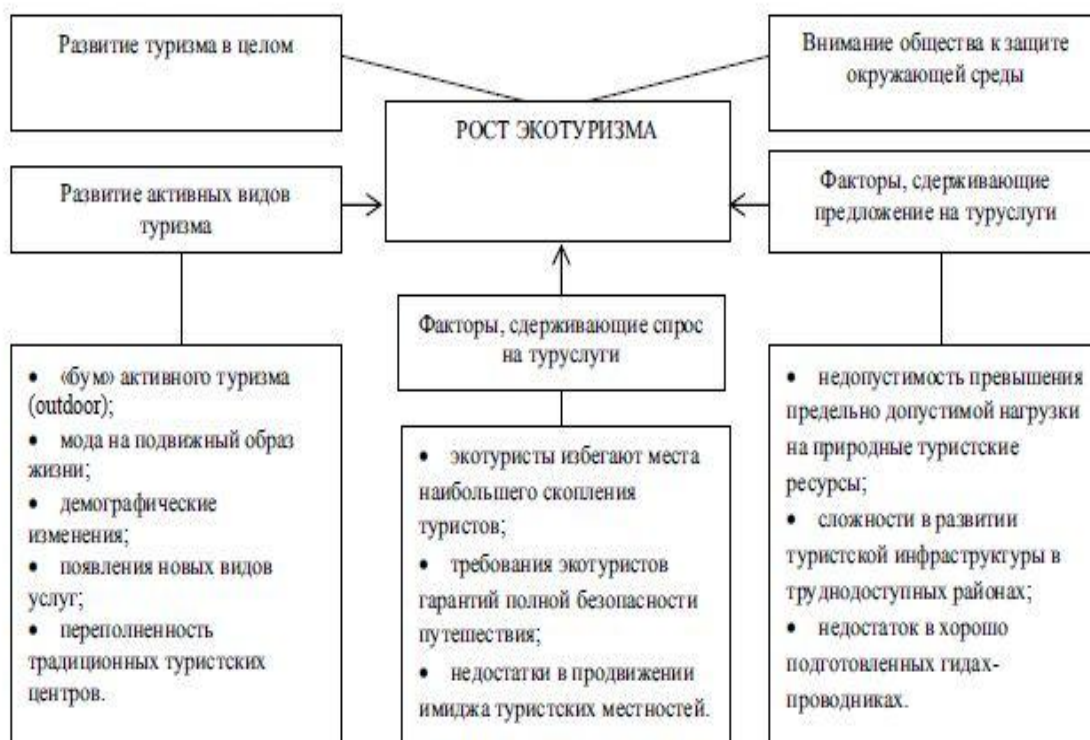 Развитие туризма в целом
Внимание общества к защите
окружающей среды
РОСТ ЭКОТУРИЗМА
Развитие активных видов
туризма
Факторы, сдерживающие
предложение на туруслуги
Факторы, сдерживающие спрос
на туруслуги
• «бум» активного туризма
(outdoor);
• мода на подвижный образ
жизни;
• демографические
изменения;
• появления новых видов
услуг;
• переполненность
традиционных туристских
центров.
• экотуристы избегают места
наибольшего скопления
туристов;
• требования экотуристов
гарантий полной безопасности
путешествия;
• недостатки в продвижении
имиджа туристских местностей.
• недопустимость превышения
предельно допустимой нагрузки
на природные туристские
ресурсы;
• сложности в развитии
туристской инфраструктуры в
труднодоступных районах;
• недостаток в хорошо
подготовленных гидах-
проводниках.